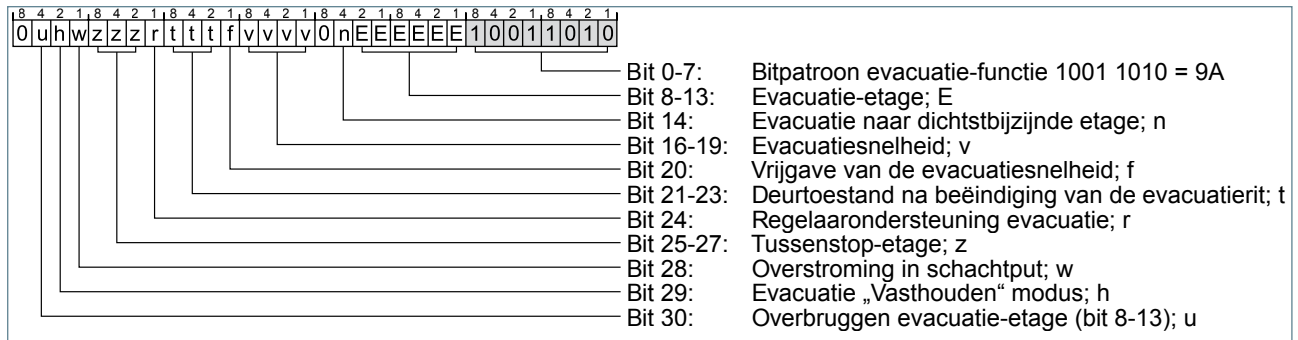 8 4 2 1 8 4 2 1 8 4 2 1 8 4 2 1 8 4 2 1 8 4 2 1 8 4 2 1 8 4 2 1
0 u h w z z z r t t t f v v v v 0 n E E E E E E 1 0 0 1 1 0 1 0
Bit 0-7: Bitpatroon evacuatie-functie 1001 1010 = 9A
Bit 8-13: Evacuatie-etage; E
Bit 14: Evacuatie naar dichtstbijzijnde etage; n
Bit 16-19: Evacuatiesnelheid; v
Bit 20: Vrijgave van de evacuatiesnelheid; f
Bit 21-23: Deurtoestand na beëindiging van de evacuatierit; t
Bit 24: Regelaarondersteuning evacuatie; r
Bit 25-27: Tussenstop-etage; z
Bit 28: Overstroming in schachtput; w
Bit 29: Evacuatie „Vasthouden“ modus; h
Bit 30: Overbruggen evacuatie-etage (bit 8-13); u